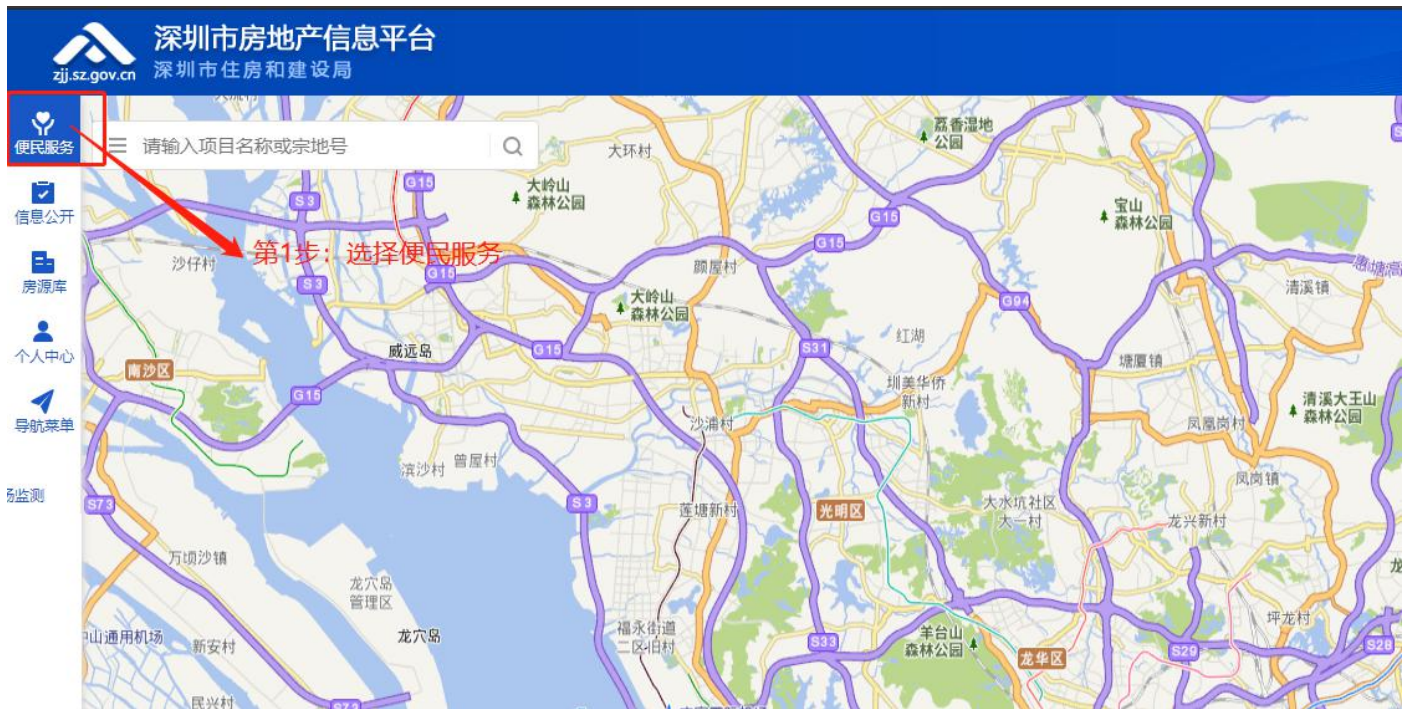 深圳市房地产信息平台
zjj.sz.gov.cn
深圳市住房和建设局
便民服务
请输入项目名称或宗地号
信息公开
房源库
个人中心
导航菜单
场监测
第1步：选择便民服务
大环村
荔香湿地
公园
G15
大岭山
森林公园
S3
G15
宝山
森林公园
G15
沙仔村
G15
S3
颜屋村
惠塘高
清溪镇
大岭山
森林公园
G94
红湖
威远岛
G15
S31
塘厦镇
南沙区
G15
圳美华侨
新村
清溪大王山
森林公园
沙浦村
凤凰岗村
滨沙村
曾屋村
凤岗镇
S73
S3
莲塘新村
光明区
大水坑社区
大一村
龙兴新村
万顷沙镇
龙穴岛
管理区
坪龙村
山通用机场
新安村
龙穴岛
福永街道
二区旧村
S33
羊台山
森林公园
龙华区
S29
S28
民兴村
S73